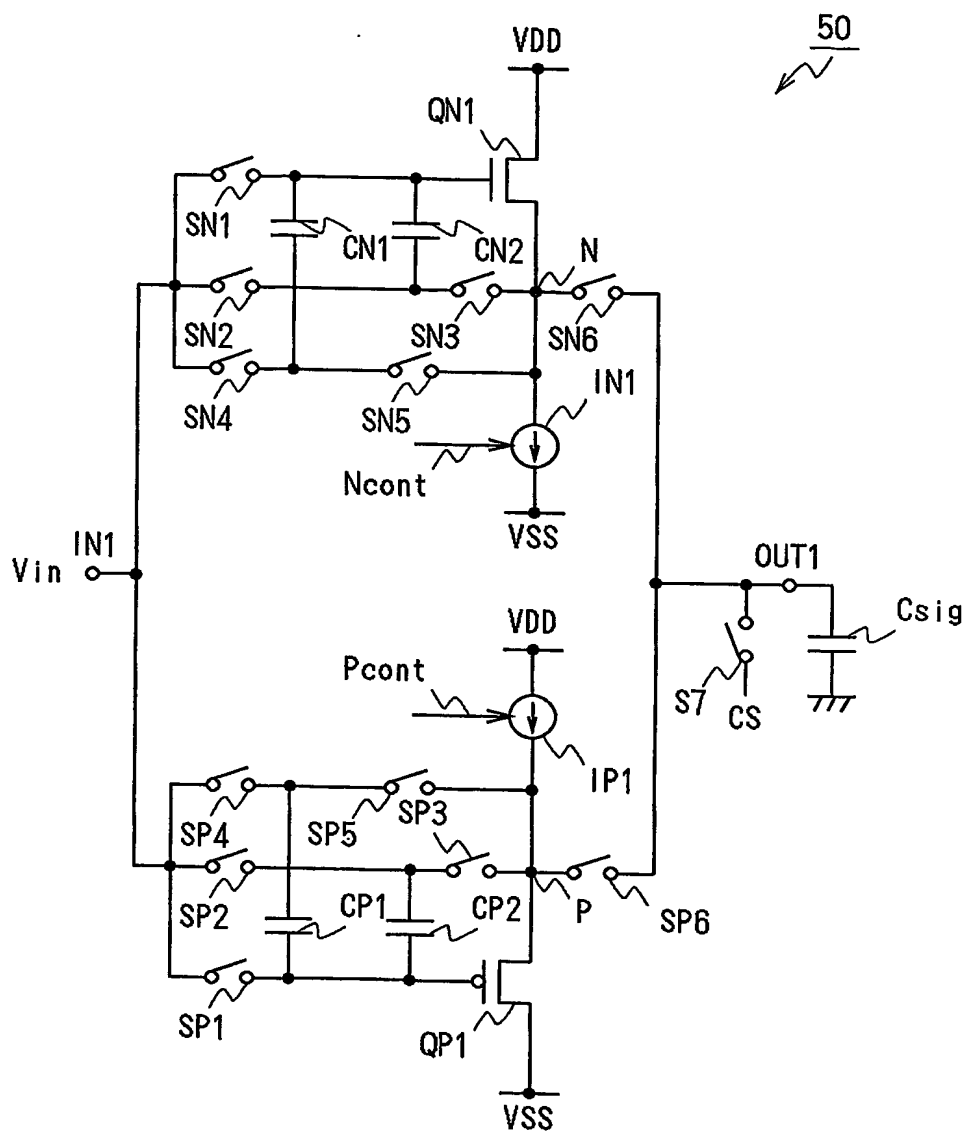 50
VDD
QN1
SN1
CN1
CN2
N
SN2
SN3
SN6
SN4
SN5
IN1
Ncont
VSS
IN1
Vin
OUT1
Csig
VDD
Pcont
S7
CS
IP1
SP4
SP5
SP3
SP2
CP1
CP2
P
SP6
SP1
QP1
VSS